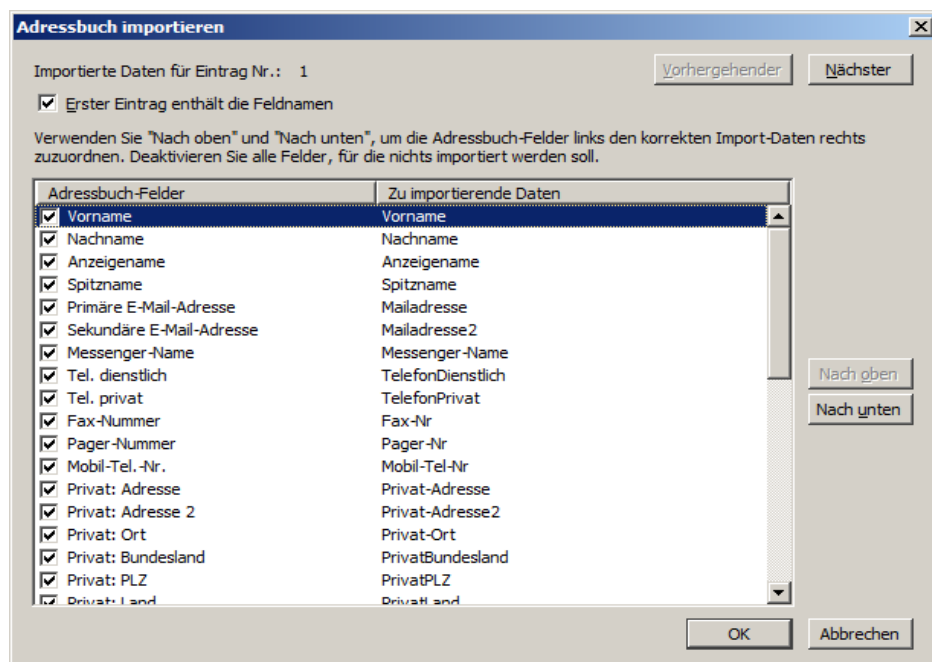 Adressbuch importieren
Importierte Daten für Eintrag Nr.: 1 Vorhergehender Nächster
Erster Eintrag enthält die Feldnamen
Verwenden Sie "Nach oben" und "Nach unten", um die Adressbuch-Felder links den korrekten Import-Daten rechts
zuzuordnen. Deaktivieren Sie alle Felder, für die nichts importiert werden soll.
Adressbuch-Felder Zu importierende Daten
Vorname Vorname
Nachname Nachname
Anzeigename Anzeigename
Spitzname Spitzname
Primäre E-Mail-Adresse Mailadresse
Sekundäre E-Mail-Adresse Mailadresse2
Messenger-Name Messenger-Name
Tel. dienstlich TelefonDienstlich
Nach oben
Tel. privat TelefonPrivat
Nach unten
Fax-Nummer Fax-Nr
Pager-Nummer Pager-Nr
Mobil-Tel.-Nr. Mobil-Tel-Nr
Privat: Adresse Privat-Adresse
Privat: Adresse 2 Privat-Adresse2
Privat: Ort Privat-Ort
Privat: Bundesland PrivatBundesland
Privat: PLZ PrivatPLZ
Privat: Land PrivatLand
OK Abbrechen